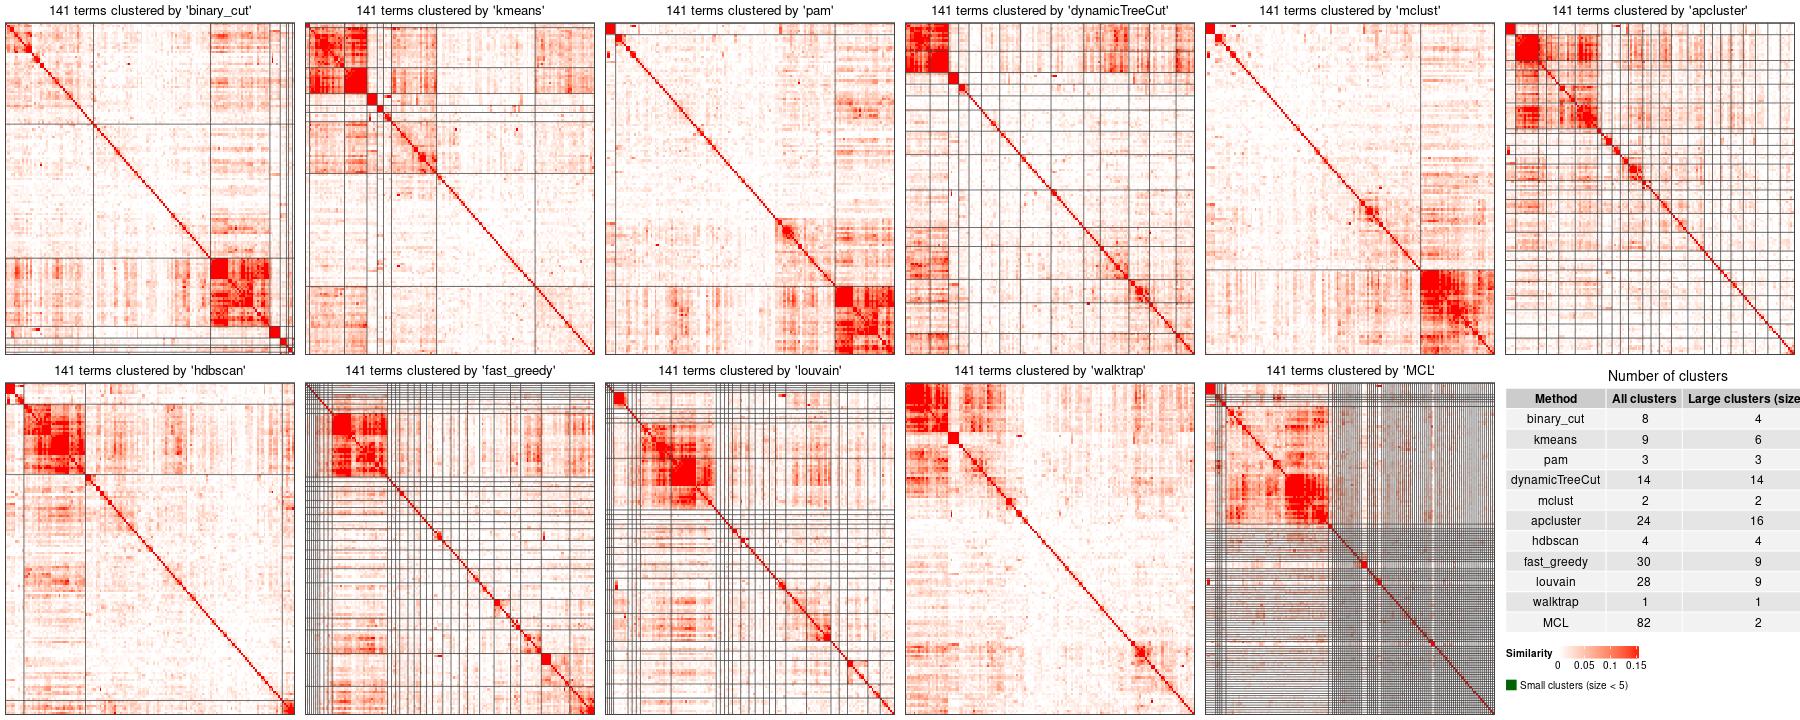 141 terms clustered by 'binary_cut'
141 terms clustered by 'kmeans'
141 terms clustered by 'pam'
141 terms clustered by 'dynamicTreeCut'
141 terms clustered by 'mclust'
141 terms clustered by 'apcluster'
141 terms clustered by 'hdbscan'
141 terms clustered by 'fast_greedy'
141 terms clustered by 'louvain'
141 terms clustered by 'walktrap'
141 terms clustered by 'MCL'
Number of clusters
Method All clusters Large clusters (size
binary_cut 8 4
kmeans 9 6
pam 3 3
dynamicTreeCut 14 14
mclust 2 2
apcluster 24 16
hdbscan 4 4
fast_greedy 30 9
louvain 28 9
walktrap 1 1
MCL 82 2
Similarity
0 0.05 0.1 0.15
Small clusters (size < 5)